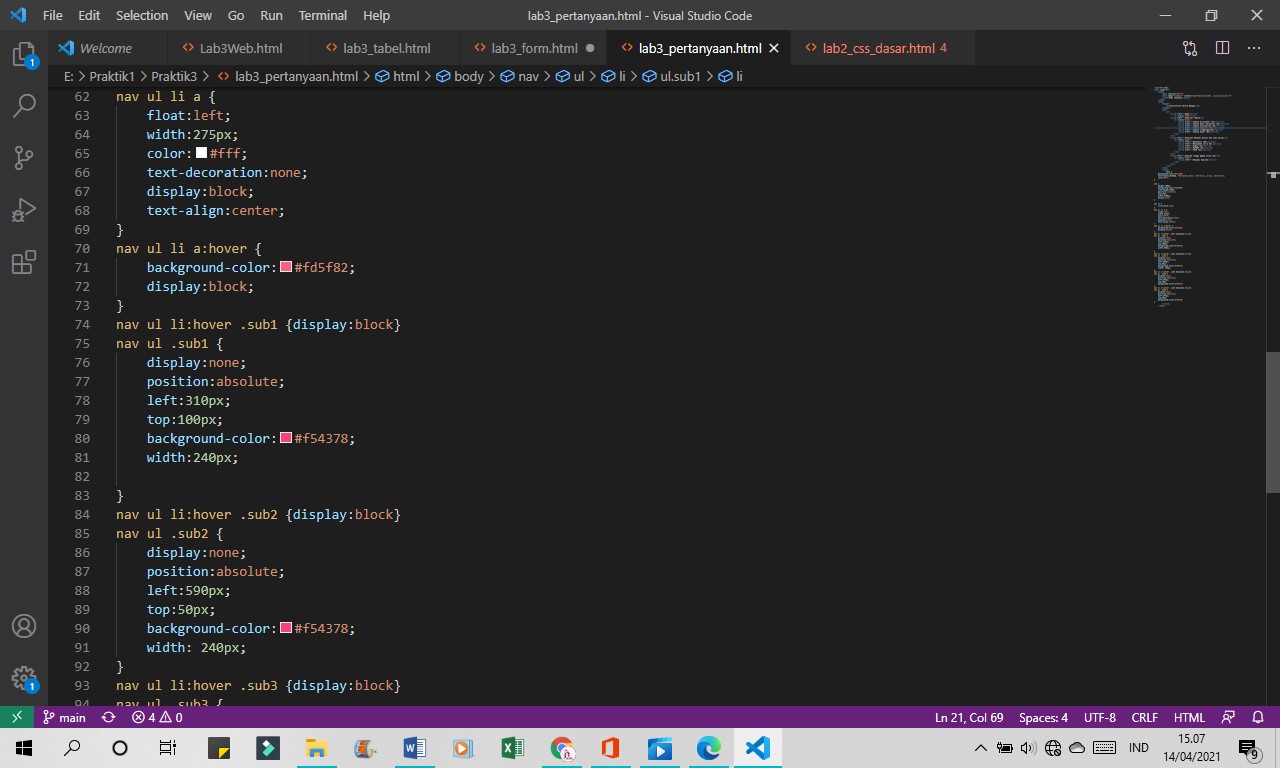 File Edit Selection View Go Run Terminal Help lab3_pertanyaan.html - Visual Studio Code
Welcome Lab3Web.html lab3_tabel.html lab3_form.html lab3_pertanyaan.html lab2_css_dasar.html 4
E: > Praktik1 > Praktik3 > lab3_pertanyaan.html > html > body > nav > ul > li > ul.sub1 > li
62 nav ul li a {
63 float:left;
64 width:275px;
65 color:#fff;
66 text-decoration:none;
67 display:block;
68 text-align:center;
69 }
70 nav ul li a:hover {
71 background-color:#fd5f82;
72 display:block;
73 }
74 nav ul li:hover .sub1 {display:block}
75 nav ul .sub1 {
76 display:none;
77 position:absolute;
78 left:310px;
79 top:100px;
80 background-color:#f54378;
81 width:240px;
82
83 }
84 nav ul li:hover .sub2 {display:block}
85 nav ul .sub2 {
86 display:none;
87 position:absolute;
88 left:590px;
89 top:50px;
90 background-color:#f54378;
91 width: 240px;
92 }
93 nav ul li:hover .sub3 {display:block}
94 nav ul .sub3 {
1
1
main 4 0 Ln 21, Col 69 Spaces: 4 UTF-8 CRLF HTML
IND 15.07
14/04/2021 9